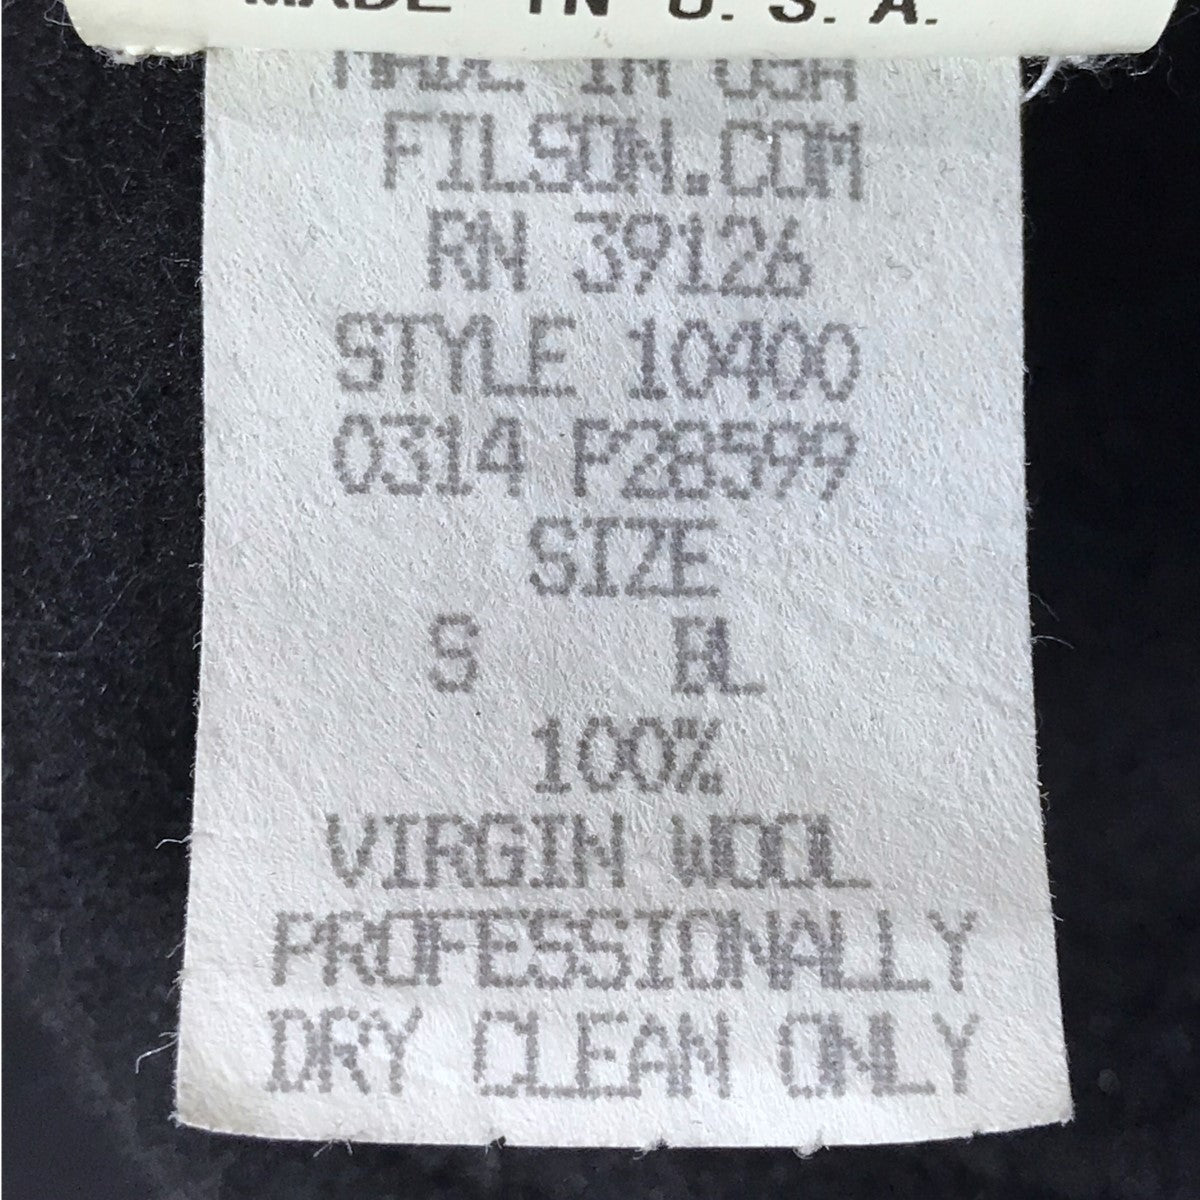 MADE IN U.S.A.
MADE IN USA
FILSON.COM
RN 39126
STYLE 10400
0314 P28599
SIZE
S BL
100%
VIRGIN WOOL
PROFESSIONALLY
DRY CLEAN ONLY